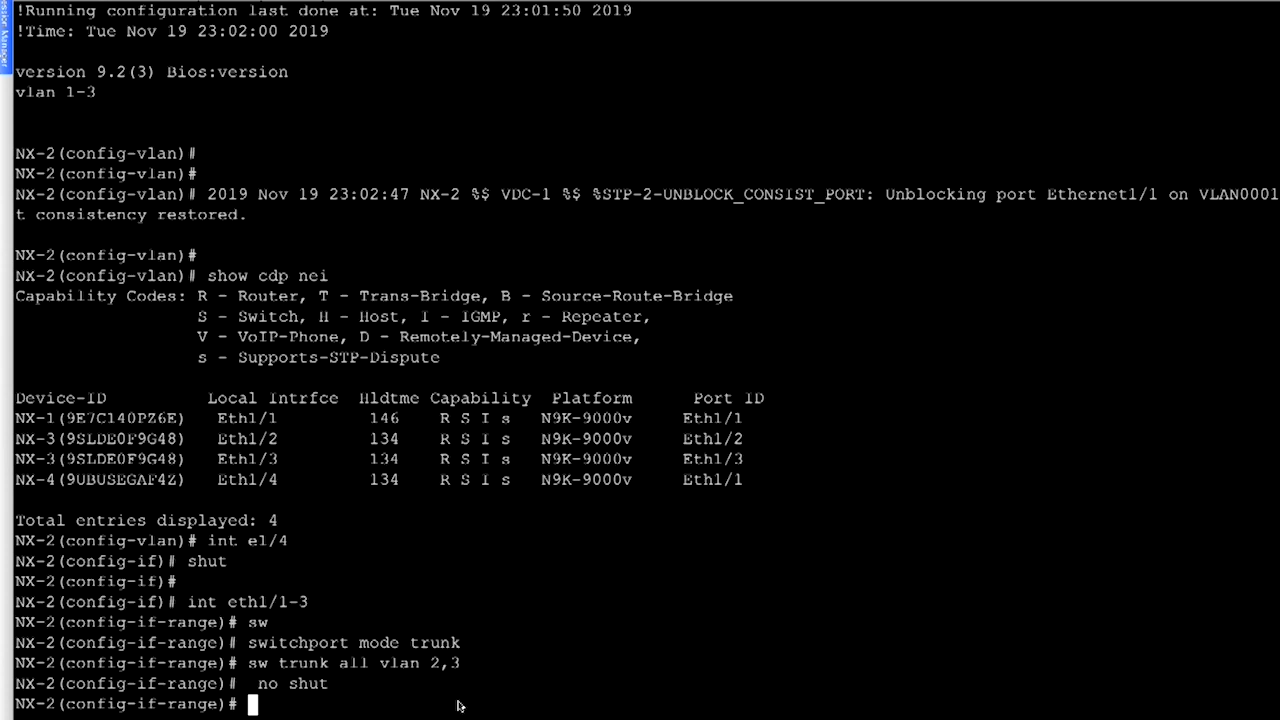 !Running configuration last done at: Tue Nov 19 23:01:50 2019
!Time: Tue Nov 19 23:02:00 2019
version 9.2(3) Bios:version
vlan 1-3
NX-2(config-vlan)#
NX-2(config-vlan)#
NX-2(config-vlan)# 2019 Nov 19 23:02:47 NX-2 %$ VDC-1 %$ %STP-2-UNBLOCK_CONSIST_PORT: Unblocking port Ethernet1/1 on VLAN0001
t consistency restored.
NX-2(config-vlan)#
NX-2(config-vlan)# show cdp nei
Capability Codes: R - Router, T - Trans-Bridge, B - Source-Route-Bridge
S - Switch, H - Host, I - IGMP, r - Repeater,
V - VoIP-Phone, D - Remotely-Managed-Device,
s - Supports-STP-Dispute
Device-ID Local Intrfce Hldtme Capability Platform Port ID
NX-1(9E7C140PZ6E) Eth1/1 146 R S I s N9K-9000v Eth1/1
NX-3(9SLDE0F9G48) Eth1/2 134 R S I s N9K-9000v Eth1/2
NX-3(9SLDE0F9G48) Eth1/3 134 R S I s N9K-9000v Eth1/3
NX-4(9UBUSEGAF4Z) Eth1/4 134 R S I s N9K-9000v Eth1/1
Total entries displayed: 4
NX-2(config-vlan)# int e1/4
NX-2(config-if)# shut
NX-2(config-if)#
NX-2(config-if)# int eth1/1-3
NX-2(config-if-range)# sw
NX-2(config-if-range)# switchport mode trunk
NX-2(config-if-range)# sw trunk all vlan 2,3
NX-2(config-if-range)# no shut
NX-2(config-if-range)#